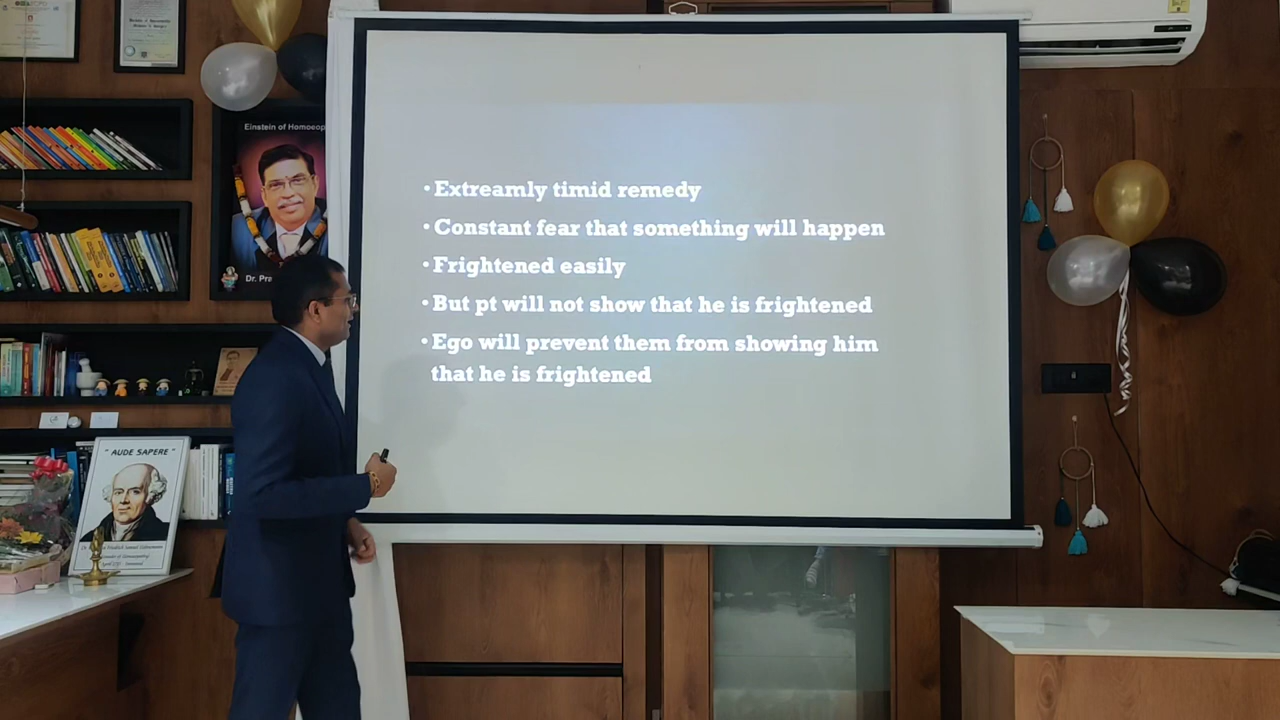 Einstein of Homoeop
• Extreamly timid remedy
• Constant fear that something will happen
• Frightened easily
• But pt will not show that he is frightened
• Ego will prevent them from showing him
that he is frightened
Dr. Pra
" AUDE SAPERE "